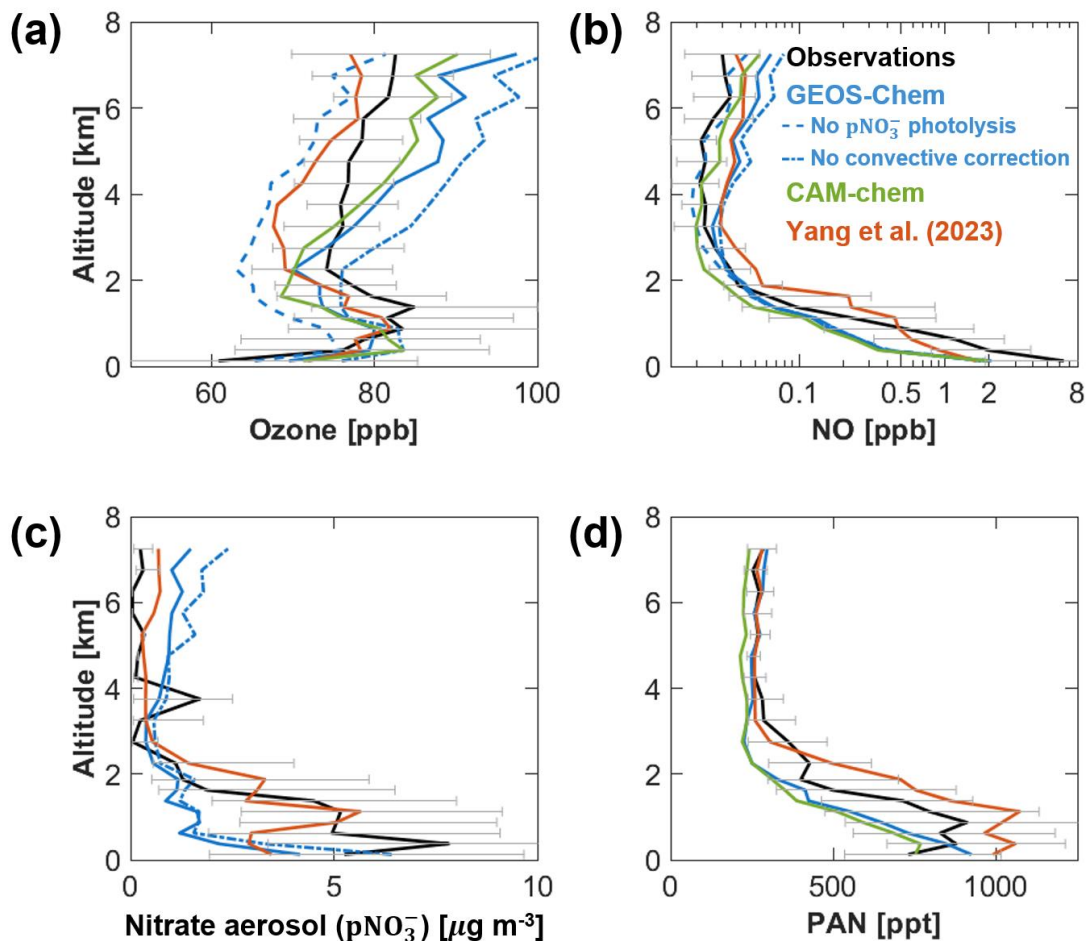 (a)
8
6
4
2
0
Altitude [km]
60 80 100
Ozone [ppb]
(b)
8
6
4
2
0
Observations
GEOS-Chem
No pNO₃⁻ photolysis
No convective correction
CAM-chem
Yang et al. (2023)
0.1 0.5 1 2 8
NO [ppb]
(c)
8
6
4
2
0
Altitude [km]
0 5 10
Nitrate aerosol (pNO₃⁻) [μg m⁻³]
(d)
8
6
4
2
0
0 500 1000
PAN [ppt]